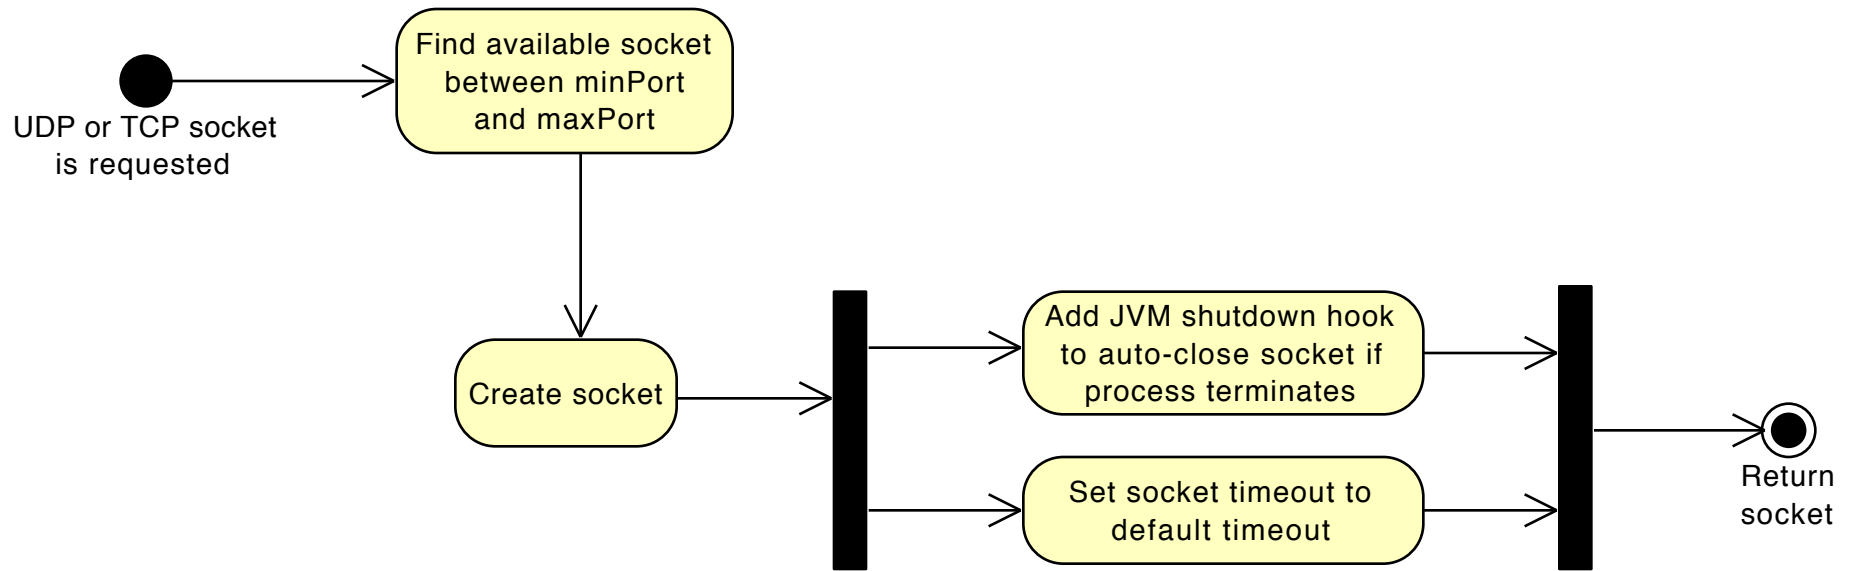 UDP or TCP socket
is requested
Find available socket
between minPort
and maxPort
Create socket
Add JVM shutdown hook
to auto-close socket if
process terminates
Set socket timeout to
default timeout
Return
socket